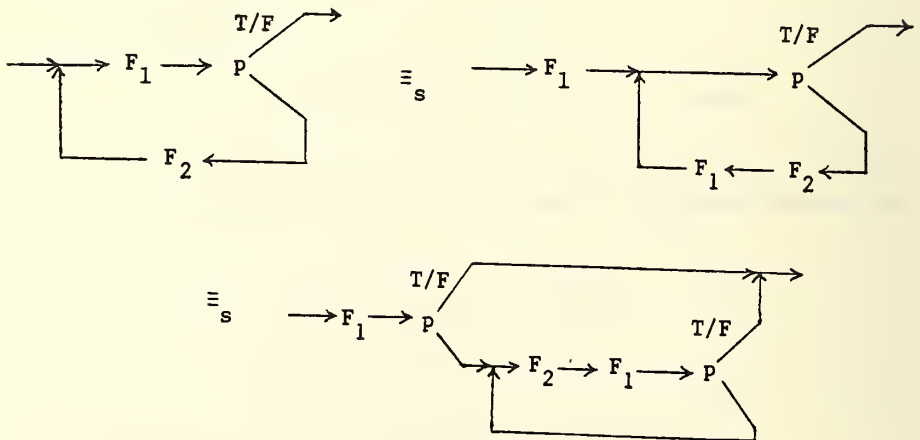 T/F T/F
F1 p ≡s F1 p
F2 F1 F2
T/F
≡s F1 p T/F
F2 F1 p